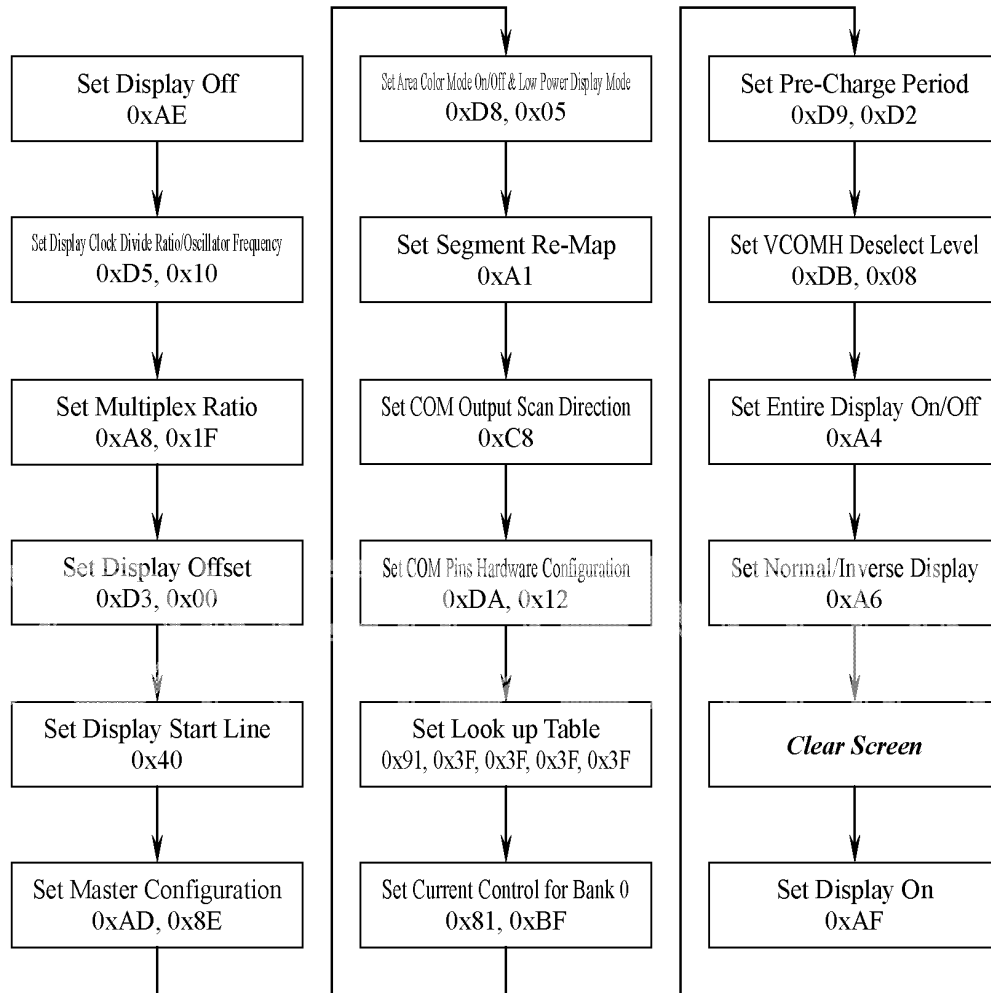 Set Display Off
0xAE
Set Display Clock Divide Ratio/Oscillator Frequency
0xD5, 0x10
Set Multiplex Ratio
0xA8, 0x1F
Set Display Offset
0xD3, 0x00
Set Display Start Line
0x40
Set Master Configuration
0xAD, 0x8E
Set Area Color Mode On/Off & Low Power Display Mode
0xD8, 0x05
Set Segment Re-Map
0xA1
Set COM Output Scan Direction
0xC8
Set COM Pins Hardware Configuration
0xDA, 0x12
Set Look up Table
0x91, 0x3F, 0x3F, 0x3F, 0x3F
Set Current Control for Bank 0
0x81, 0xBF
Set Pre-Charge Period
0xD9, 0xD2
Set VCOMH Deselect Level
0xDB, 0x08
Set Entire Display On/Off
0xA4
Set Normal/Inverse Display
0xA6
Clear Screen
Set Display On
0xAF